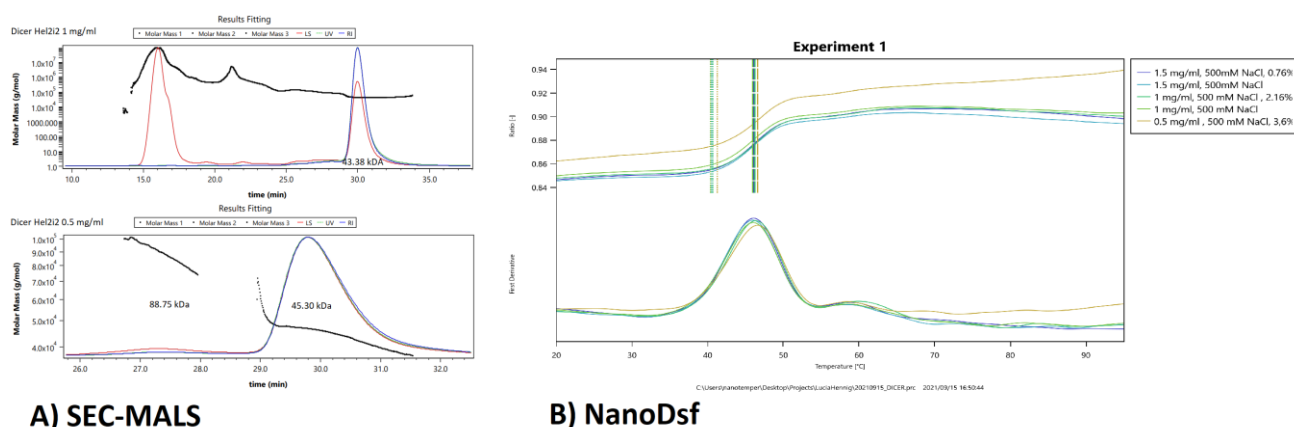 Results Fitting
Dicer Hel2i2 1 mg/ml
• Molar Mass 1 • Molar Mass 2 • Molar Mass 3 — LS — UV — RI
Molar Mass (g/mol)
1.0x10⁷
1.0x10⁶
1.0x10⁵
1.0x10⁴
1000.000
100.00
10.0
1.0
43.38 kDA
10.0 15.0 20.0 25.0 30.0 35.0
time (min)
Results Fitting
Dicer Hel2i2 0.5 mg/ml
• Molar Mass 1 • Molar Mass 2 • Molar Mass 3 — LS — UV — RI
Molar Mass (g/mol)
1.0x10⁵
9.0x10⁴
8.0x10⁴
7.0x10⁴
6.0x10⁴
5.0x10⁴
4.0x10⁴
88.75 kDa
45.30 kDa
26.0 27.0 28.0 29.0 30.0 31.0 32.0
time (min)
A) SEC-MALS
Experiment 1
Ratio [-]
0.94
0.92
0.90
0.88
0.86
0.84
First Derivative
20 30 40 50 60 70 80 90
Temperature [°C]
1.5 mg/ml, 500mM NaCl, 0.76%
1.5 mg/ml, 500mM NaCl
1 mg/ml, 500 mM NaCl , 2.16%
1 mg/ml, 500 mM NaCl
0.5 mg/ml , 500 mM NaCl, 3,6%
C:\Users\nanotemper\Desktop\Projects\LuciaHennig\20210915_DICER.prc 2021/09/15 16:50:44
B) NanoDsf